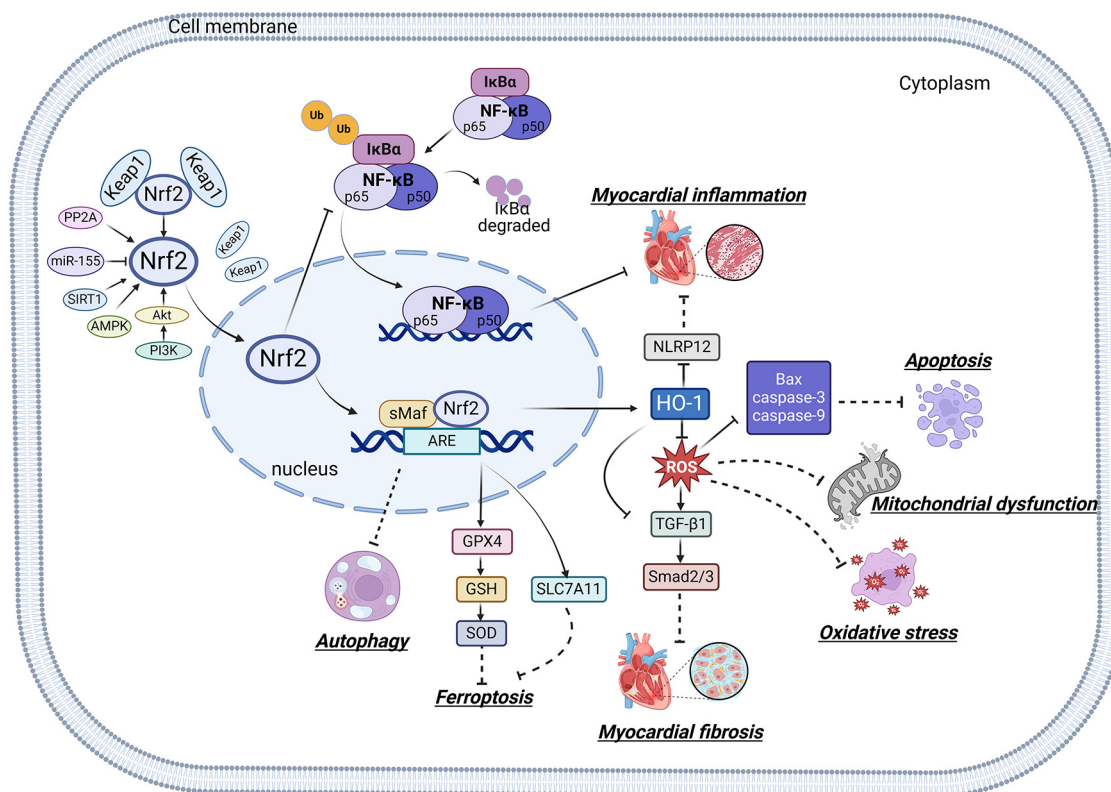 Cell membrane
Cytoplasm
IκBα
NF-κB
p65
p50
Ub
Ub
IκBα
NF-κB
p65
p50
IκBα
degraded
Keap1
Keap1
Nrf2
PP2A
miR-155
Nrf2
SIRT1
AMPK
Akt
PI3K
Keap1
Keap1
Myocardial inflammation
NF-κB
p65
p50
Nrf2
sMaf
Nrf2
ARE
nucleus
NLRP12
HO-1
ROS
Bax
caspase-3
caspase-9
Apoptosis
Mitochondrial dysfunction
TGF-β1
Smad2/3
Oxidative stress
GPX4
GSH
SOD
SLC7A11
Autophagy
Ferroptosis
Myocardial fibrosis